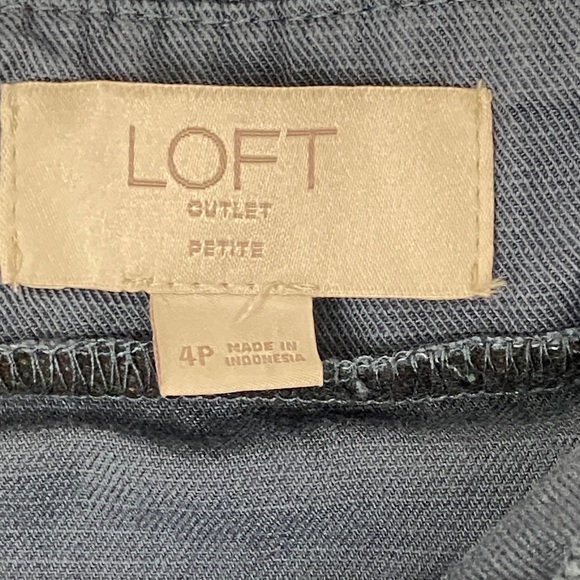 LOFT
OUTLET
PETITE
4P MADE IN
INDONESIA